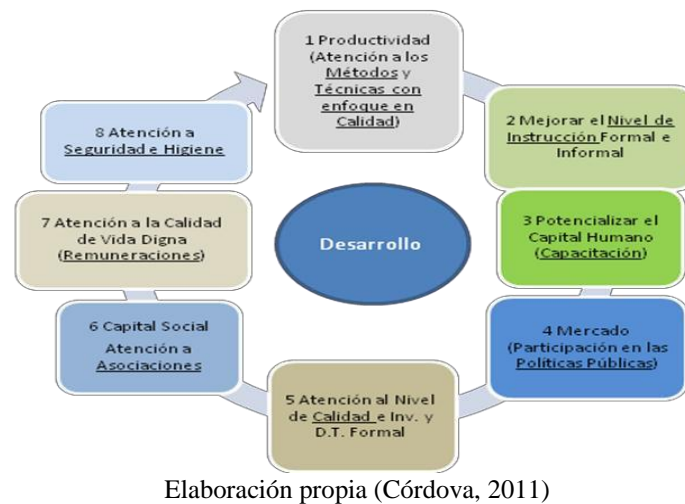 1 Productividad
(Atención a los
Métodos y
Técnicas con
enfoque en
Calidad)
2 Mejorar el Nivel de
Instrucción Formal e
Informal
3 Potencializar el
Capital Humano
(Capacitación)
4 Mercado
(Participación en las
Políticas Públicas)
5 Atención al Nivel
de Calidad e Inv. y
D.T. Formal
6 Capital Social
Atención a
Asociaciones
7 Atención a la Calidad
de Vida Digna
(Remuneraciones)
8 Atención a
Seguridad e Higiene
Desarrollo
Elaboración propia (Córdova, 2011)